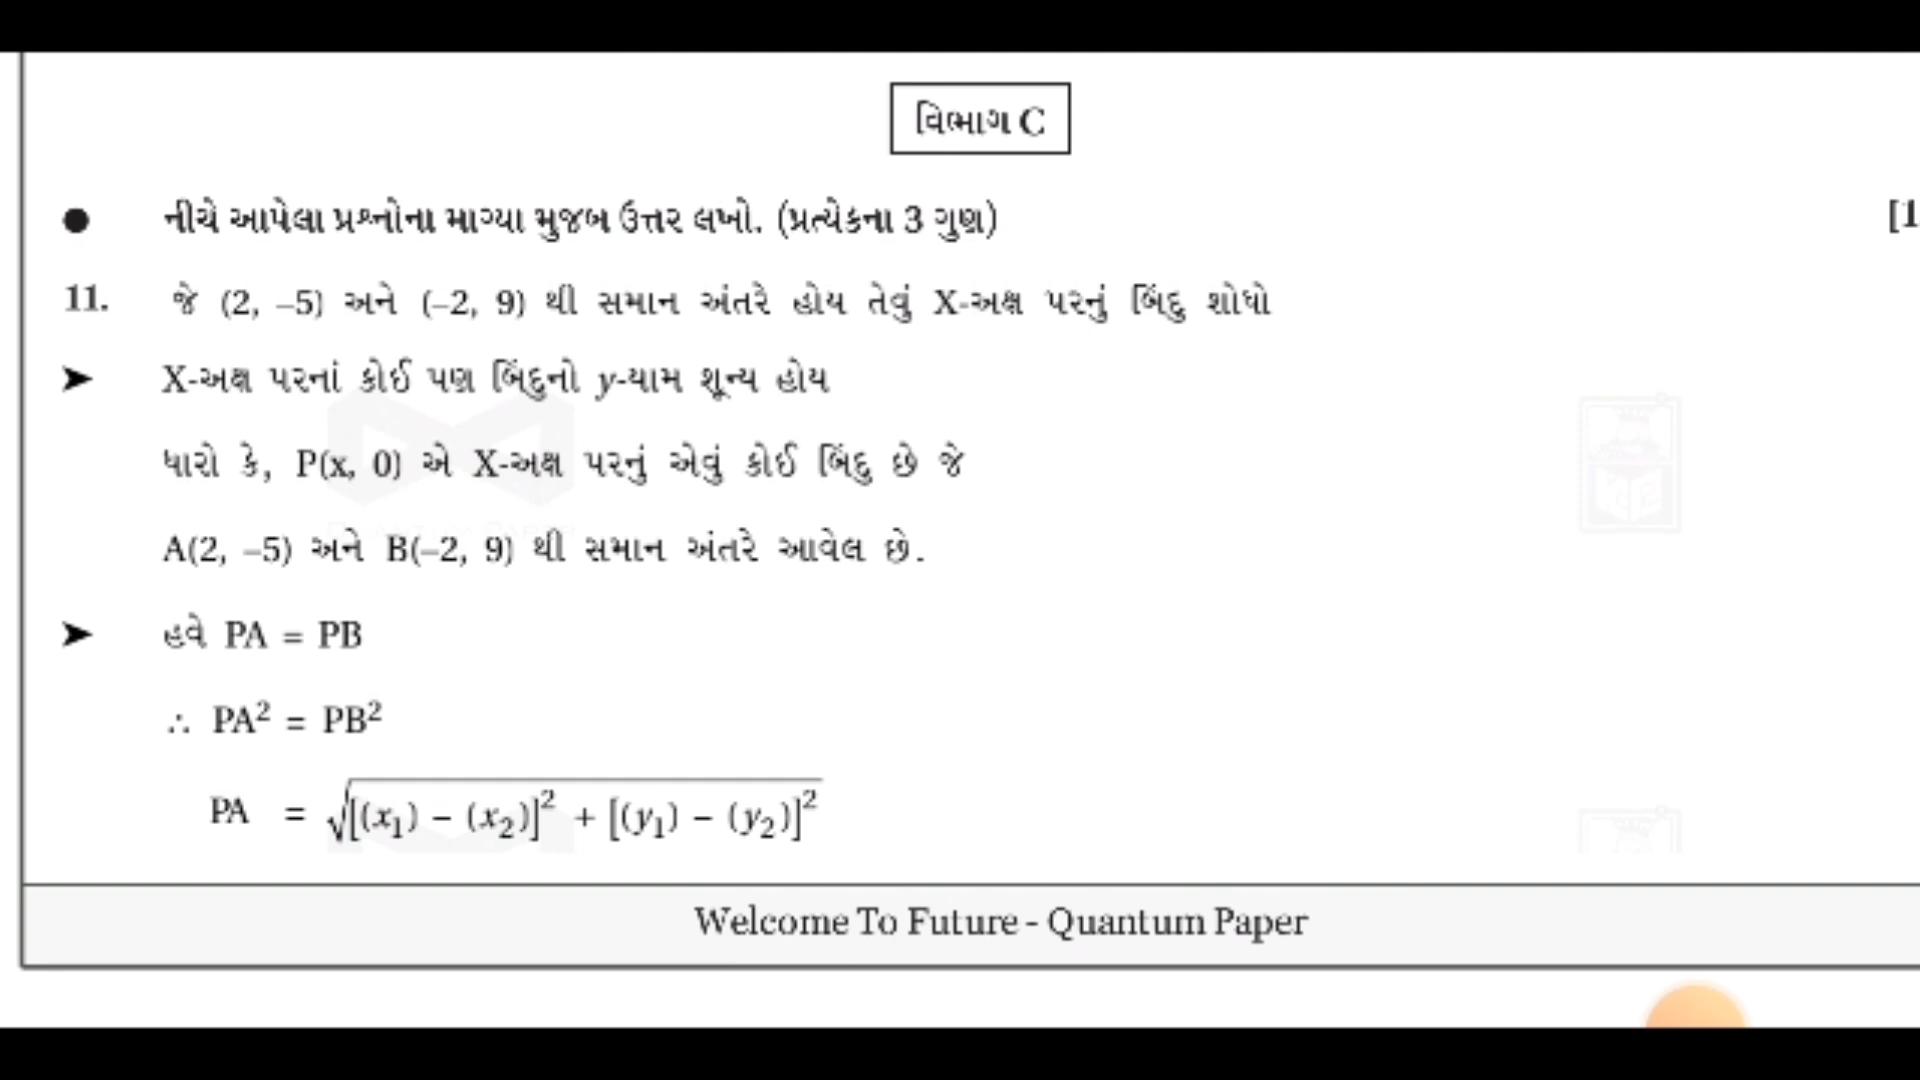 વિભાગ C
● નીચે આપેલા પ્રશ્નોના માગ્યા મુજબ ઉત્તર લખો. (પ્રત્યેકના 3 ગુણ) [1
11. જે (2, –5) અને (–2, 9) થી સમાન અંતરે હોય તેવું X-અક્ષ પરનું બિંદુ શોધો
➤ X-અક્ષ પરનાં કોઈ પણ બિંદુનો y-યામ શૂન્ય હોય
ધારો કે, P(x, 0) એ X-અક્ષ પરનું એવું કોઈ બિંદુ છે જે
A(2, –5) અને B(–2, 9) થી સમાન અંતરે આવેલ છે.
➤ હવે PA = PB
∴ PA² = PB²
PA = √[(x₁) – (x₂)]² + [(y₁) – (y₂)]²
Welcome To Future - Quantum Paper